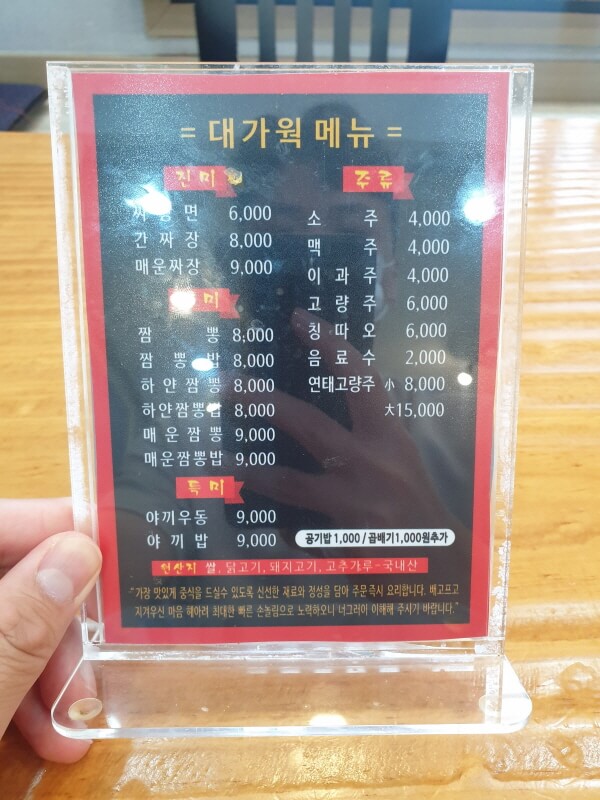 = 대가웍 메뉴 =
진미
면 6,000
간짜장 8,000
매운짜장 9,000
미
짬뽕 8,000
짬뽕밥 8,000
하얀짬뽕 8,000
하얀짬뽕밥 8,000
매운짬뽕 9,000
매운짬뽕밥 9,000
특미
야끼우동 9,000
야끼밥 9,000
주류
소주 4,000
맥주 4,000
이과주 4,000
고량주 6,000
칭따오 6,000
음료수 2,000
연태고량주 小 8,000
大15,000
공기밥 1,000 / 곱배기1,000원추가
원산지 쌀, 닭고기, 돼지고기, 고추가루-국내산
"가장 맛있게 중식을 드실수 있도록 신선한 재료와 정성을 담아 주문즉시 요리합니다. 배고프고
지겨우신 마음 헤아려 최대한 빠른 손놀림으로 노력하오니 너그러이 이해해 주시기 바랍니다."